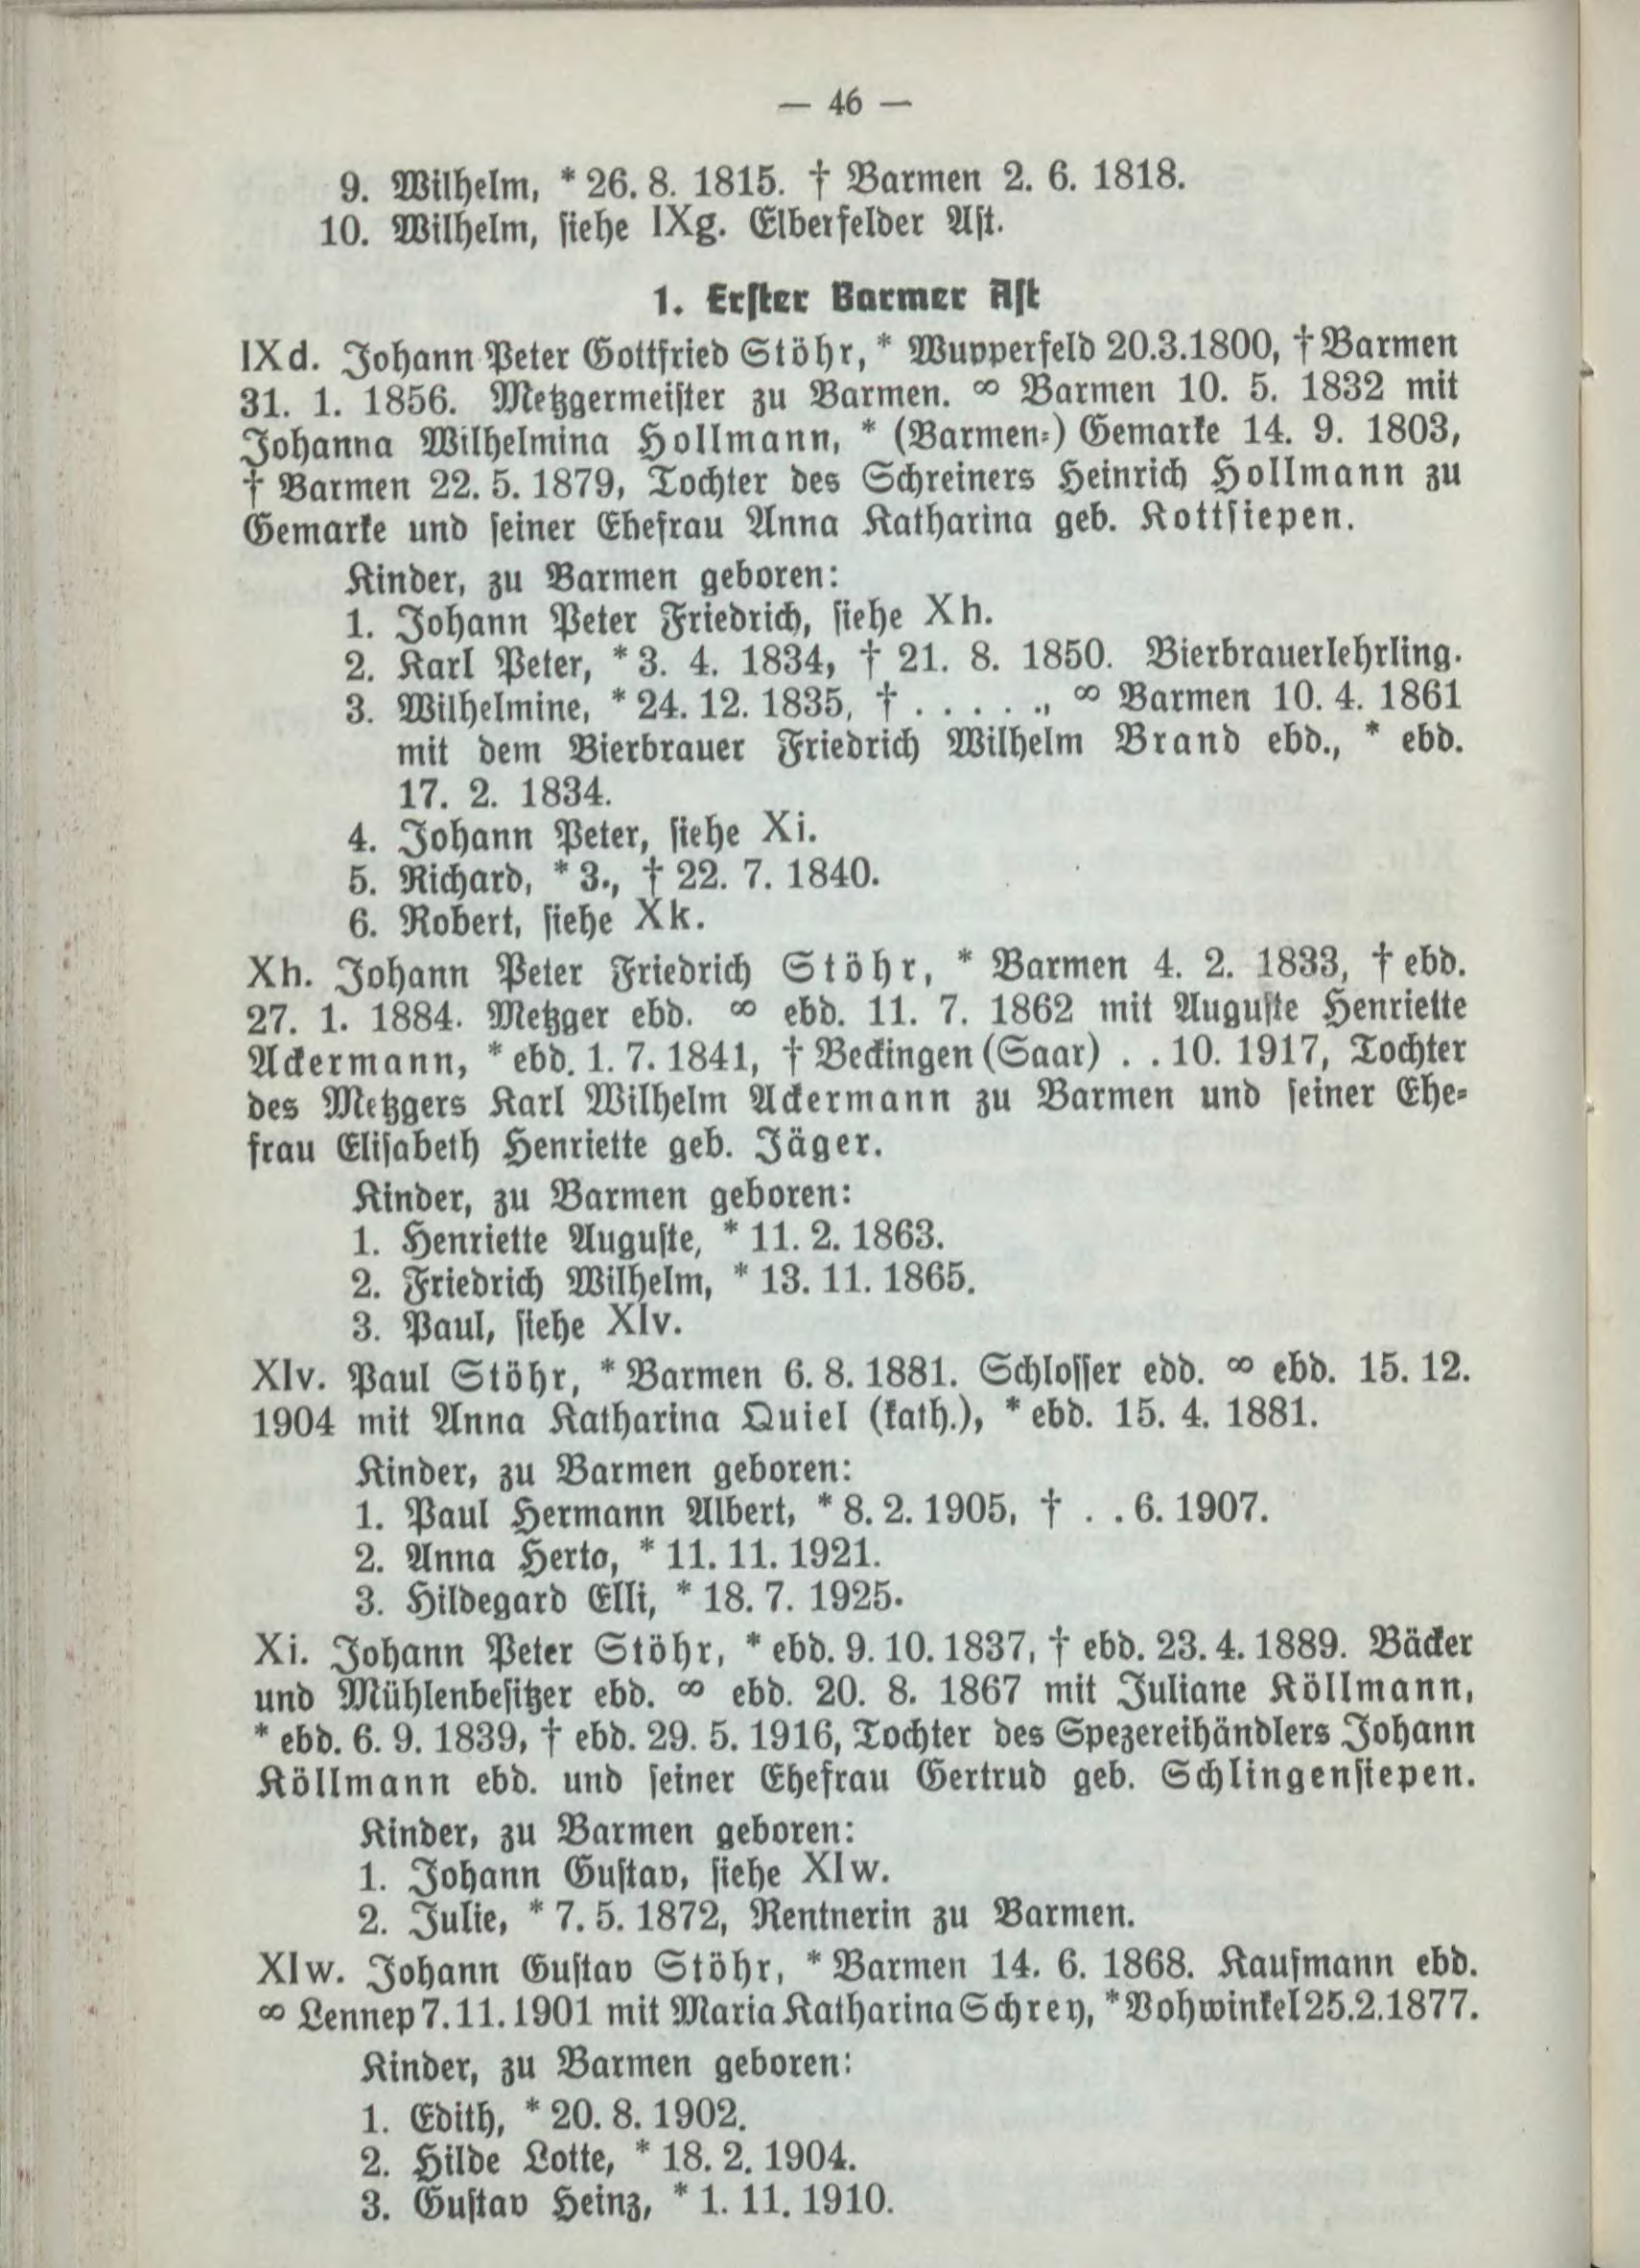 — 46 —
9. Wilhelm, * 26. 8. 1815. † Barmen 2. 6. 1818.
10. Wilhelm, siehe IXg. Elberfelder Ast.
1. Erster Barmer Ast
IXd. Johann Peter Gottfried Stöhr, * Wupperfeld 20.3.1800, † Barmen
31. 1. 1856. Metzgermeister zu Barmen. ∞ Barmen 10. 5. 1832 mit
Johanna Wilhelmina Hollmann, * (Barmen-) Gemarke 14. 9. 1803,
† Barmen 22. 5. 1879, Tochter des Schreiners Heinrich Hollmann zu
Gemarke und seiner Ehefrau Anna Katharina geb. Kottsiepen.
Kinder, zu Barmen geboren:
1. Johann Peter Friedrich, siehe Xh.
2. Karl Peter, * 3. 4. 1834, † 21. 8. 1850. Bierbrauerlehrling.
3. Wilhelmine, * 24. 12. 1835, † . . . . ., ∞ Barmen 10. 4. 1861
mit dem Bierbrauer Friedrich Wilhelm Brand ebd., * ebd.
17. 2. 1834.
4. Johann Peter, siehe Xi.
5. Richard, * 3., † 22. 7. 1840.
6. Robert, siehe Xk.
Xh. Johann Peter Friedrich Stöhr, * Barmen 4. 2. 1833, † ebd.
27. 1. 1884. Metzger ebd. ∞ ebd. 11. 7. 1862 mit Auguste Henriette
Ackermann, * ebd. 1. 7. 1841, † Beckingen (Saar) . . 10. 1917, Tochter
des Metzgers Karl Wilhelm Ackermann zu Barmen und seiner Ehe-
frau Elisabeth Henriette geb. Jäger.
Kinder, zu Barmen geboren:
1. Henriette Auguste, * 11. 2. 1863.
2. Friedrich Wilhelm, * 13. 11. 1865.
3. Paul, siehe XIv.
XIv. Paul Stöhr, * Barmen 6. 8. 1881. Schlosser ebd. ∞ ebd. 15. 12.
1904 mit Anna Katharina Quiel (kath.), * ebd. 15. 4. 1881.
Kinder, zu Barmen geboren:
1. Paul Hermann Albert, * 8. 2. 1905, † . . 6. 1907.
2. Anna Herto, * 11. 11. 1921.
3. Hildegard Elli, * 18. 7. 1925.
Xi. Johann Peter Stöhr, * ebd. 9. 10. 1837, † ebd. 23. 4. 1889. Bäcker
und Mühlenbesitzer ebd. ∞ ebd. 20. 8. 1867 mit Juliane Köllmann,
* ebd. 6. 9. 1839, † ebd. 29. 5. 1916, Tochter des Spezereihändlers Johann
Köllmann ebd. und seiner Ehefrau Gertrud geb. Schlingensiepen.
Kinder, zu Barmen geboren:
1. Johann Gustav, siehe XIw.
2. Julie, * 7. 5. 1872, Rentnerin zu Barmen.
XIw. Johann Gustav Stöhr, * Barmen 14. 6. 1868. Kaufmann ebd.
∞ Lennep 7. 11. 1901 mit Maria Katharina Schrey, * Vohwinkel 25.2.1877.
Kinder, zu Barmen geboren:
1. Edith, * 20. 8. 1902.
2. Hilde Lotte, * 18. 2. 1904.
3. Gustav Heinz, * 1. 11. 1910.